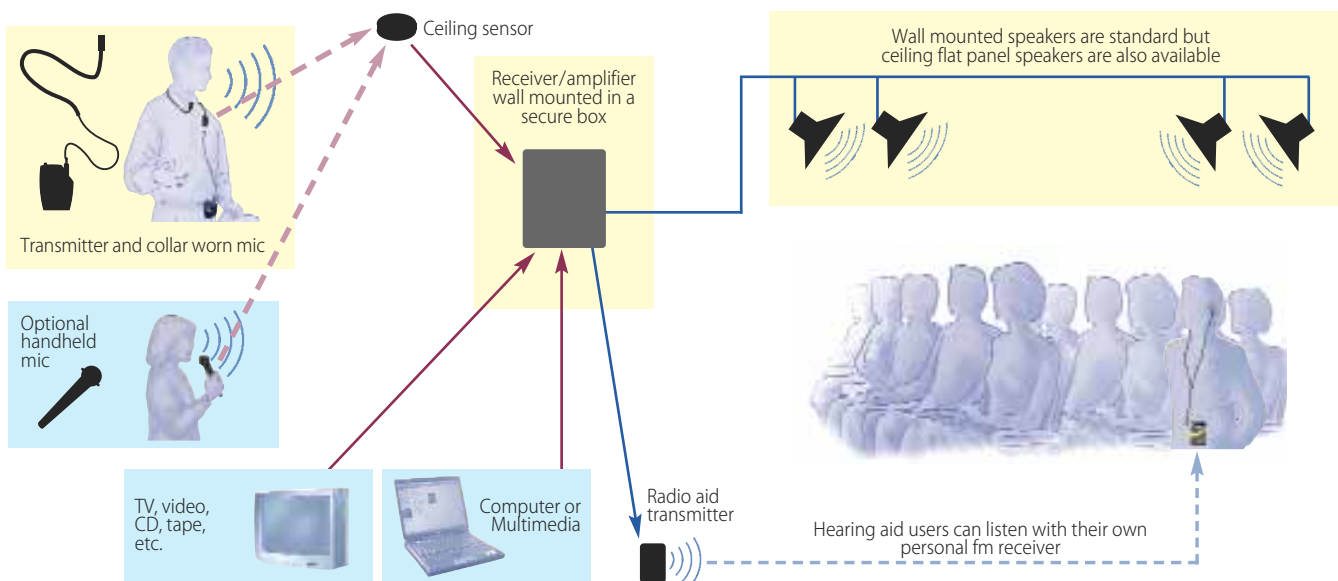 Ceiling sensor
Transmitter and collar worn mic
Receiver/amplifier
wall mounted in a
secure box
Wall mounted speakers are standard but
ceiling flat panel speakers are also available
Optional
handheld
mic
TV, video,
CD, tape,
etc.
Computer or
Multimedia
Radio aid
transmitter
Hearing aid users can listen with their own
personal fm receiver